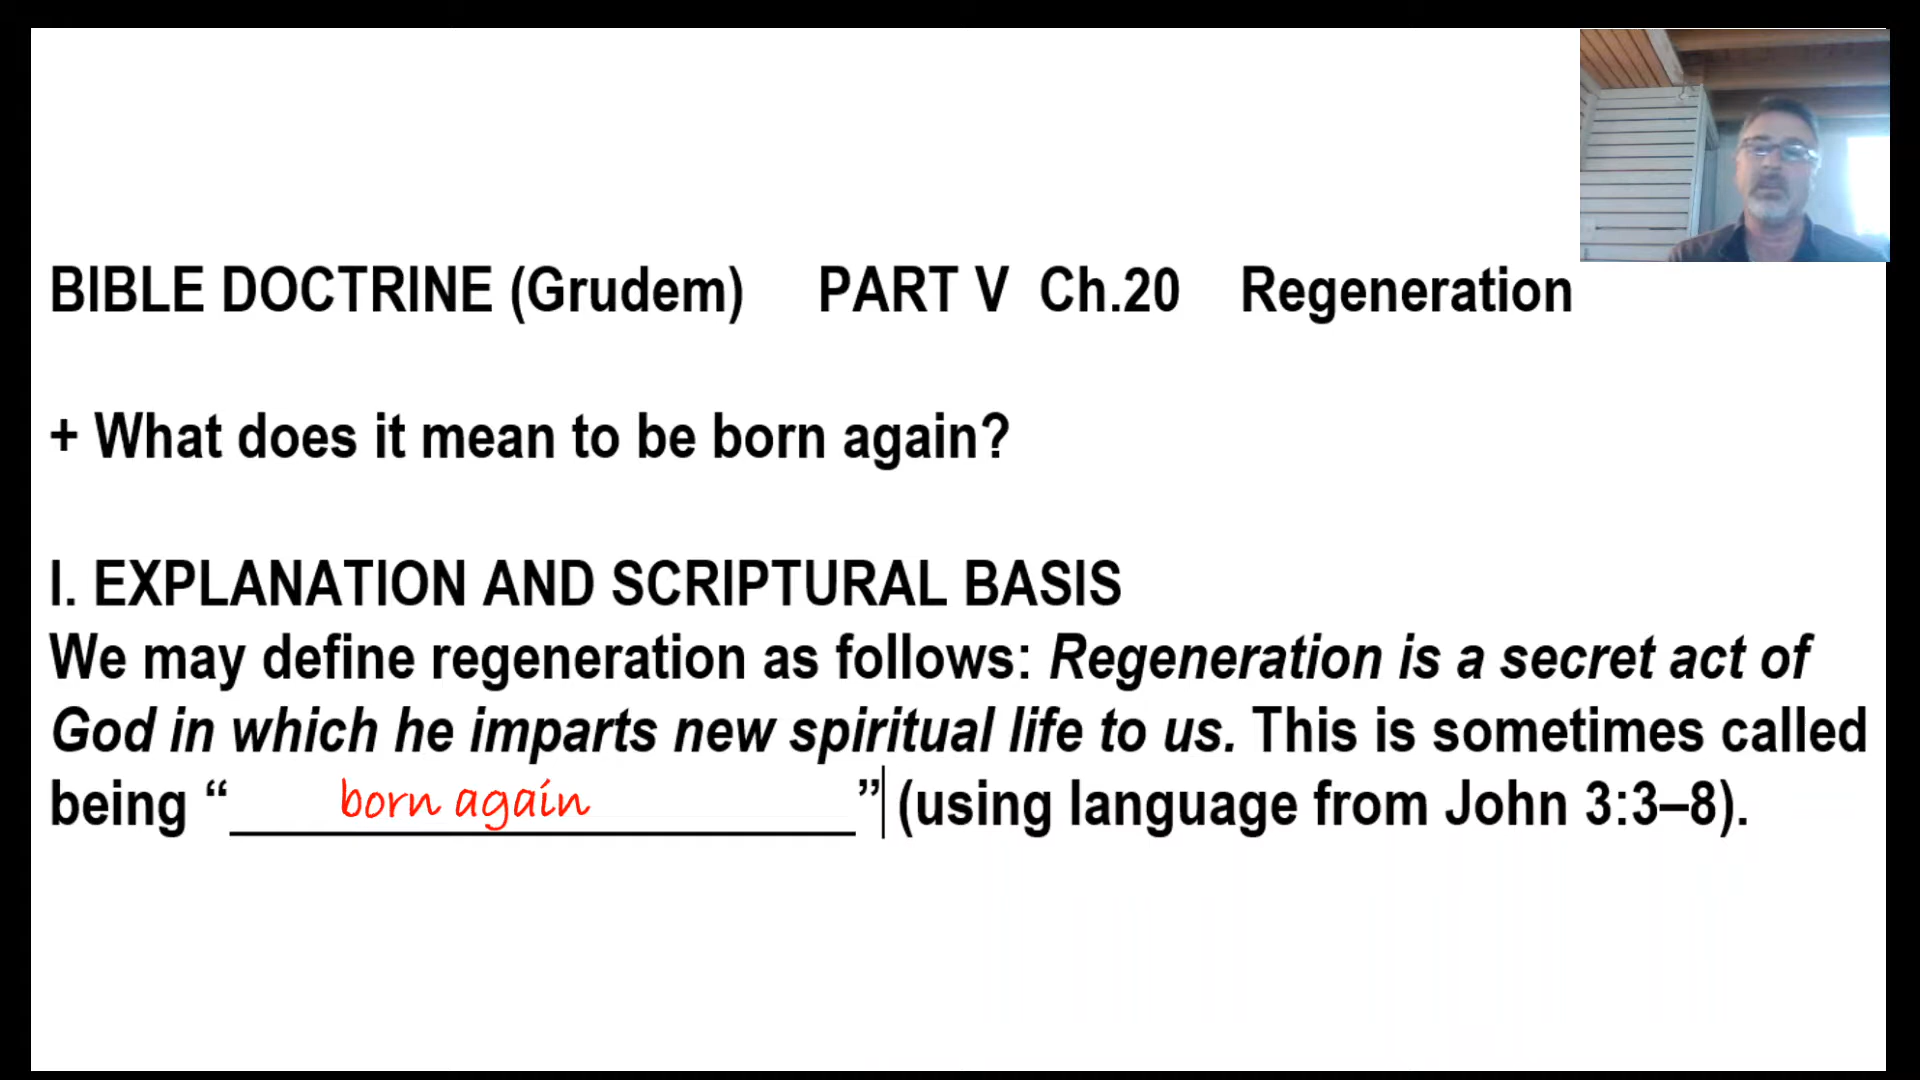 BIBLE DOCTRINE (Grudem) PART V Ch.20 Regeneration
+ What does it mean to be born again?
I. EXPLANATION AND SCRIPTURAL BASIS
We may define regeneration as follows: Regeneration is a secret act of
God in which he imparts new spiritual life to us. This is sometimes called
being “born again” (using language from John 3:3–8).